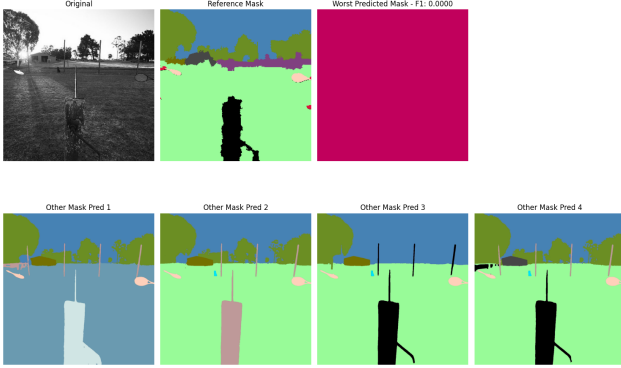 Original
Reference Mask
Worst Predicted Mask - F1: 0.0000
Other Mask Pred 1
Other Mask Pred 2
Other Mask Pred 3
Other Mask Pred 4